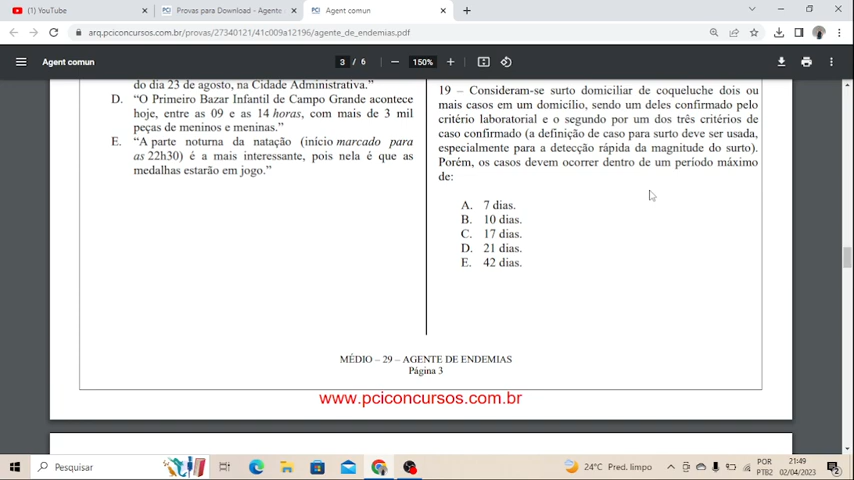 (1) YouTube
Provas para Download - Agente
Agent comun
arq.pciconcursos.com.br/provas/27340121/41c009a12196/agente_de_endemias.pdf
Agent comun
3 / 6
150%
do dia 23 de agosto, na Cidade Administrativa.”
D. “O Primeiro Bazar Infantil de Campo Grande acontece
hoje, entre as 09 e as 14 horas, com mais de 3 mil
peças de meninos e meninas.”
E. “A parte noturna da natação (início marcado para
as 22h30) é a mais interessante, pois nela é que as
medalhas estarão em jogo.”
19 – Consideram-se surto domiciliar de coqueluche dois ou
mais casos em um domicílio, sendo um deles confirmado pelo
critério laboratorial e o segundo por um dos três critérios de
caso confirmado (a definição de caso para surto deve ser usada,
especialmente para a detecção rápida da magnitude do surto).
Porém, os casos devem ocorrer dentro de um período máximo
de:
A. 7 dias.
B. 10 dias.
C. 17 dias.
D. 21 dias.
E. 42 dias.
MÉDIO – 29 – AGENTE DE ENDEMIAS
Página 3
www.pciconcursos.com.br
Pesquisar
24°C Pred. limpo
POR
PTB2
21:49
02/04/2023
2